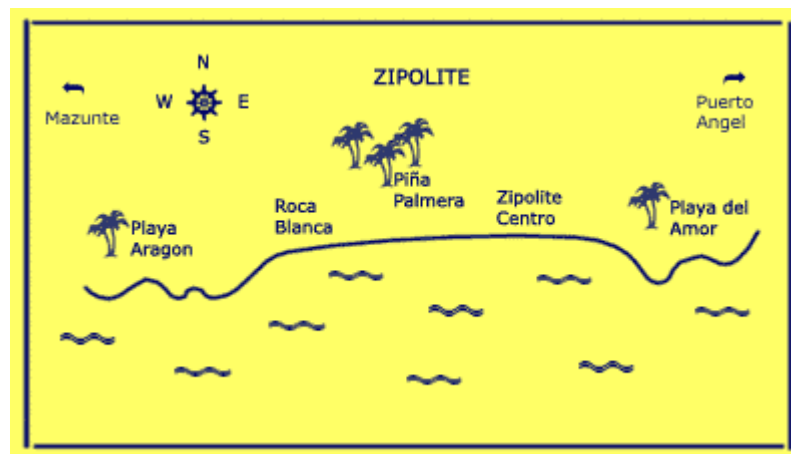 N
ZIPOLITE
W E
Mazunte
Puerto
Angel
S
Piña
Palmera
Roca
Blanca
Zipolite
Centro
Playa
Aragon
Playa del
Amor